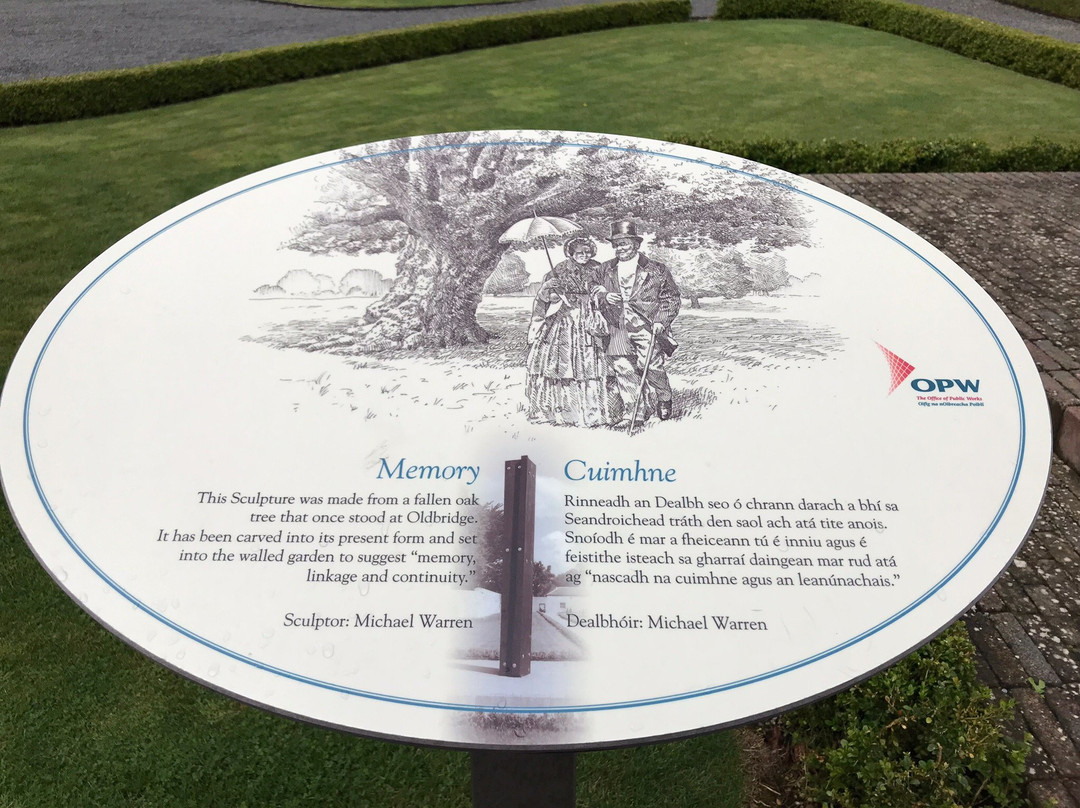 OPW
The Office of Public Works
Oifig na nOibreacha Poiblí
Memory
This Sculpture was made from a fallen oak
tree that once stood at Oldbridge.
It has been carved into its present form and set
into the walled garden to suggest “memory,
linkage and continuity.”
Sculptor: Michael Warren
Cuimhne
Rinneadh an Dealbh seo ó chrann darach a bhí sa
Seandroichead tráth den saol ach atá tite anois.
Snoíodh é mar a fheiceann tú é inniu agus é
feistithe isteach sa gharraí daingean mar rud atá
ag “nascadh na cuimhne agus an leanúnachais.”
Dealbhóir: Michael Warren